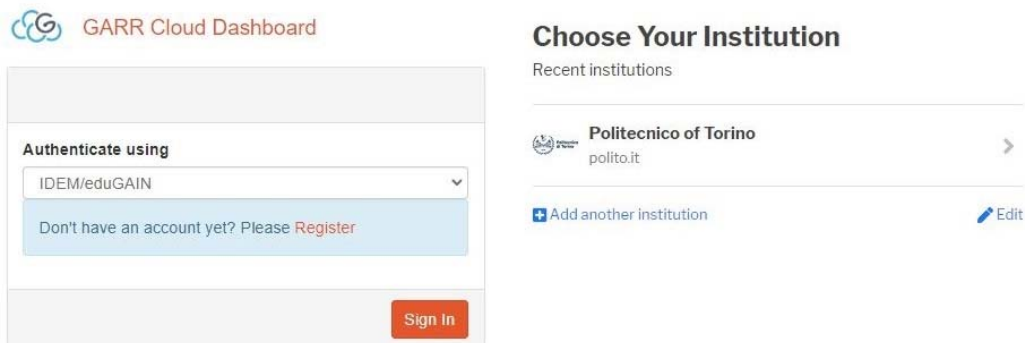 GARR Cloud Dashboard
Authenticate using
IDEM/eduGAIN
Don't have an account yet? Please Register
Sign In
Choose Your Institution
Recent institutions
Politecnico of Torino
polito.it
Add another institution
Edit